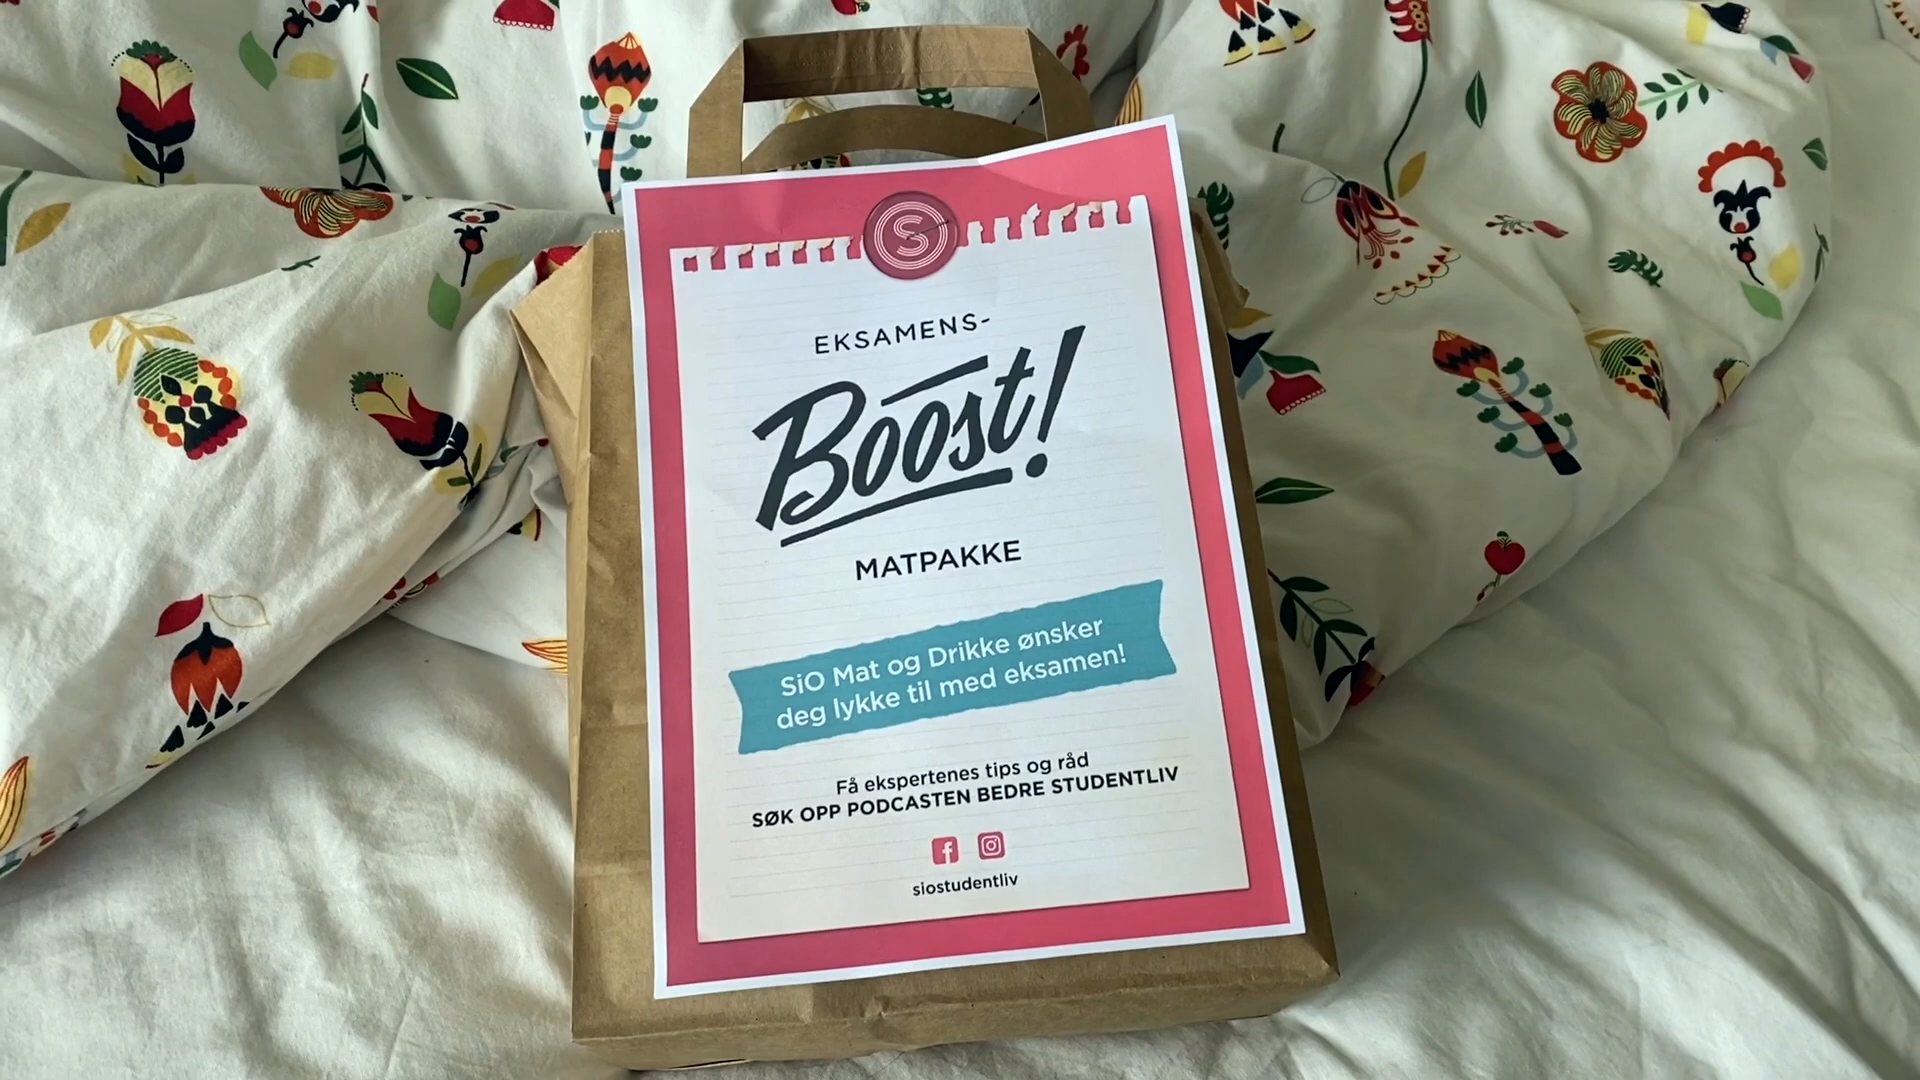 S
EKSAMENS-
Boost!
MATPAKKE
SiO Mat og Drikke ønsker
deg lykke til med eksamen!
Få ekspertenes tips og råd
SØK OPP PODCASTEN BEDRE STUDENTLIV
siostudentliv